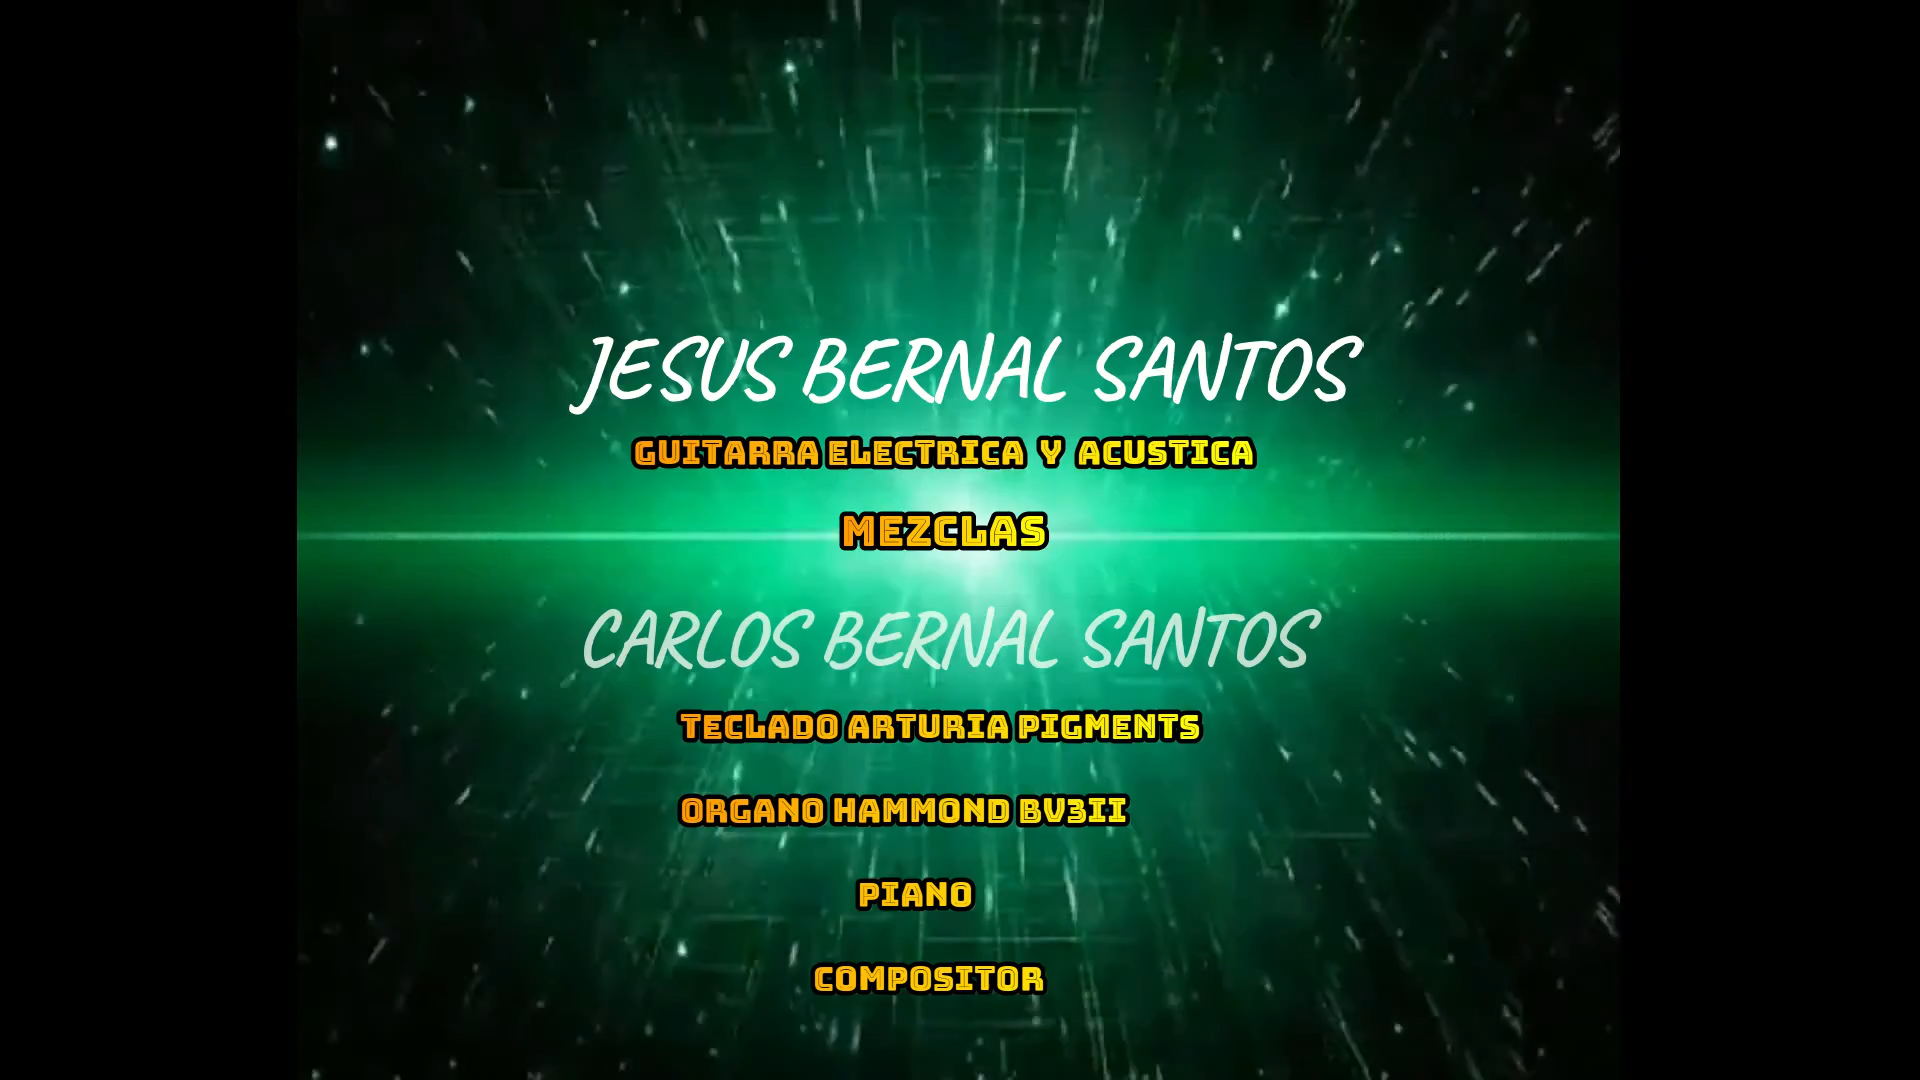 JESUS BERNAL SANTOS
GUITARRA ELECTRICA Y ACUSTICA
MEZCLAS
CARLOS BERNAL SANTOS
TECLADO ARTURIA PIGMENTS
ORGANO HAMMOND BV3II
PIANO
COMPOSITOR